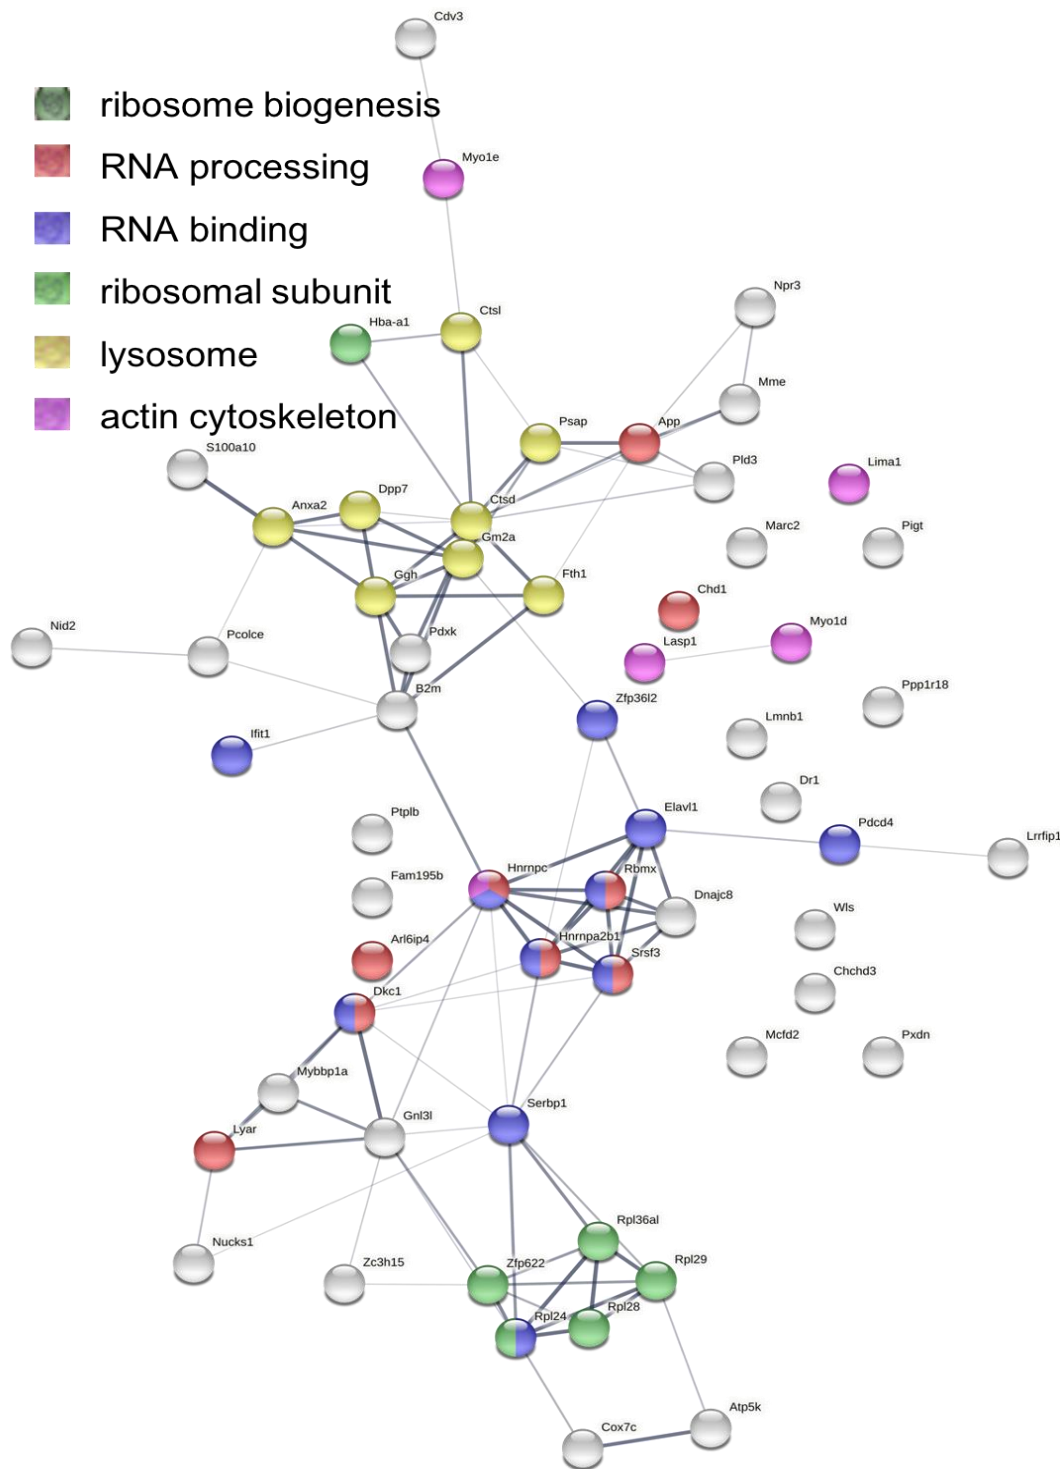 Cdv3
ribosome biogenesis
RNA processing
Myo1e
RNA binding
ribosomal subunit
Npr3
Ctsl
Hba-a1
lysosome
Mme
actin cytoskeleton
Psap
App
S100a10
Pld3
Lima1
Dpp7
Ctsd
Anxa2
Marc2
Pigt
Gm2a
Ggh
Fth1
Chd1
Nid2
Pcolce
Pdxk
Lasp1
Myo1d
B2m
Ppp1r18
Zfp36l2
Lmnb1
Ifit1
Dr1
Ptplb
Elavl1
Pdcd4
Lrrfip1
Fam195b
Hnrnpc
Rbmx
Dnajc8
Wls
Arl6ip4
Hnrnpa2b1
Srsf3
Chchd3
Dkc1
Mcfd2
Pxdn
Mybbp1a
Serbp1
Gnl3l
Lyar
Rpl36al
Nucks1
Zc3h15
Zfp622
Rpl29
Rpl24
Rpl28
Atp5k
Cox7c